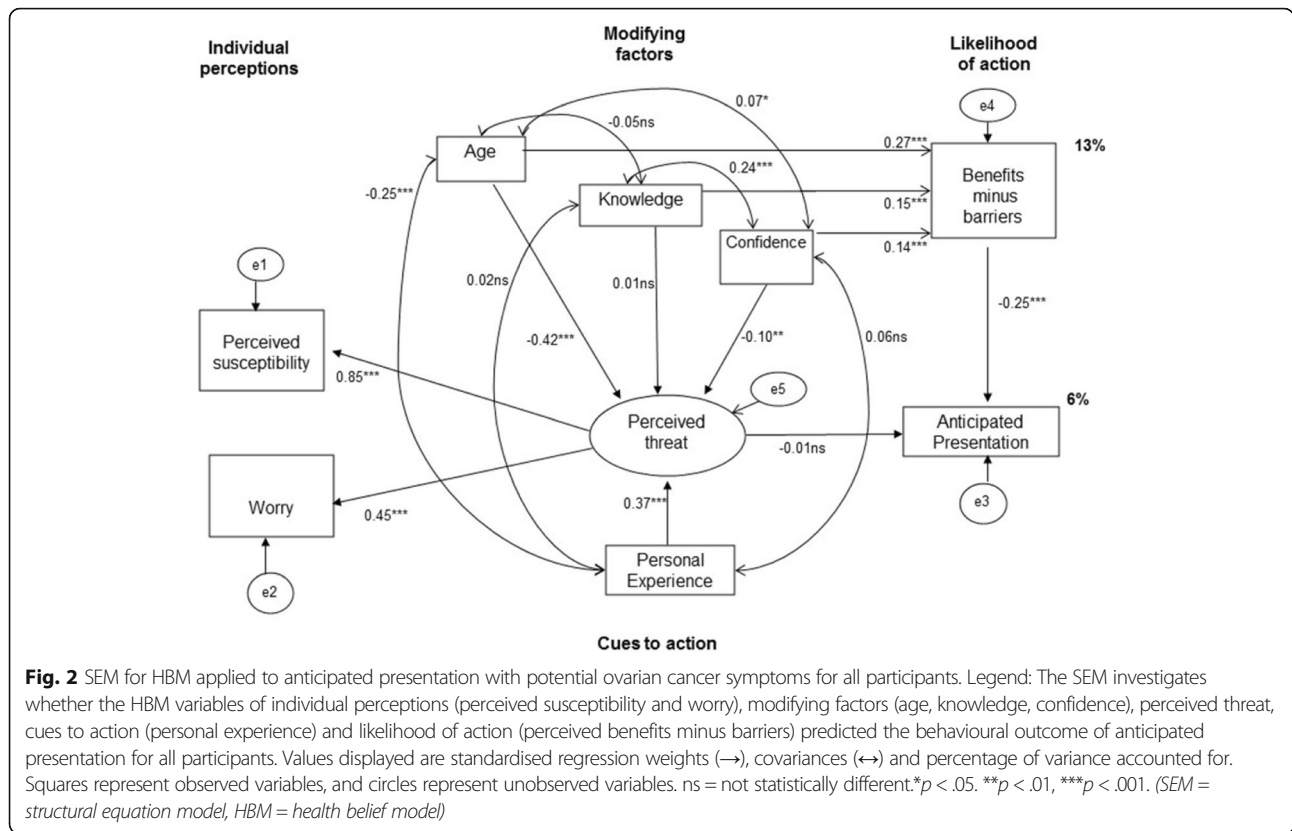 Individual
perceptions
Modifying
factors
Likelihood
of action
0.07*
e4
-0.05ns
Age
0.27***
13%
Benefits
minus
barriers
0.24***
-0.25***
Knowledge
0.15***
Confidence
0.14***
e1
0.02ns
0.01ns
-0.25***
Perceived
susceptibility
-0.42***
-0.10**
0.06ns
0.85***
e5
6%
Perceived
threat
Anticipated
Presentation
-0.01ns
Worry
0.45***
0.37***
e3
Personal
Experience
e2
Cues to action
Fig. 2 SEM for HBM applied to anticipated presentation with potential ovarian cancer symptoms for all participants. Legend: The SEM investigates
whether the HBM variables of individual perceptions (perceived susceptibility and worry), modifying factors (age, knowledge, confidence), perceived threat,
cues to action (personal experience) and likelihood of action (perceived benefits minus barriers) predicted the behavioural outcome of anticipated
presentation for all participants. Values displayed are standardised regression weights (→), covariances (↔) and percentage of variance accounted for.
Squares represent observed variables, and circles represent unobserved variables. ns = not statistically different.*p < .05. **p < .01, ***p < .001. (SEM =
structural equation model, HBM = health belief model)